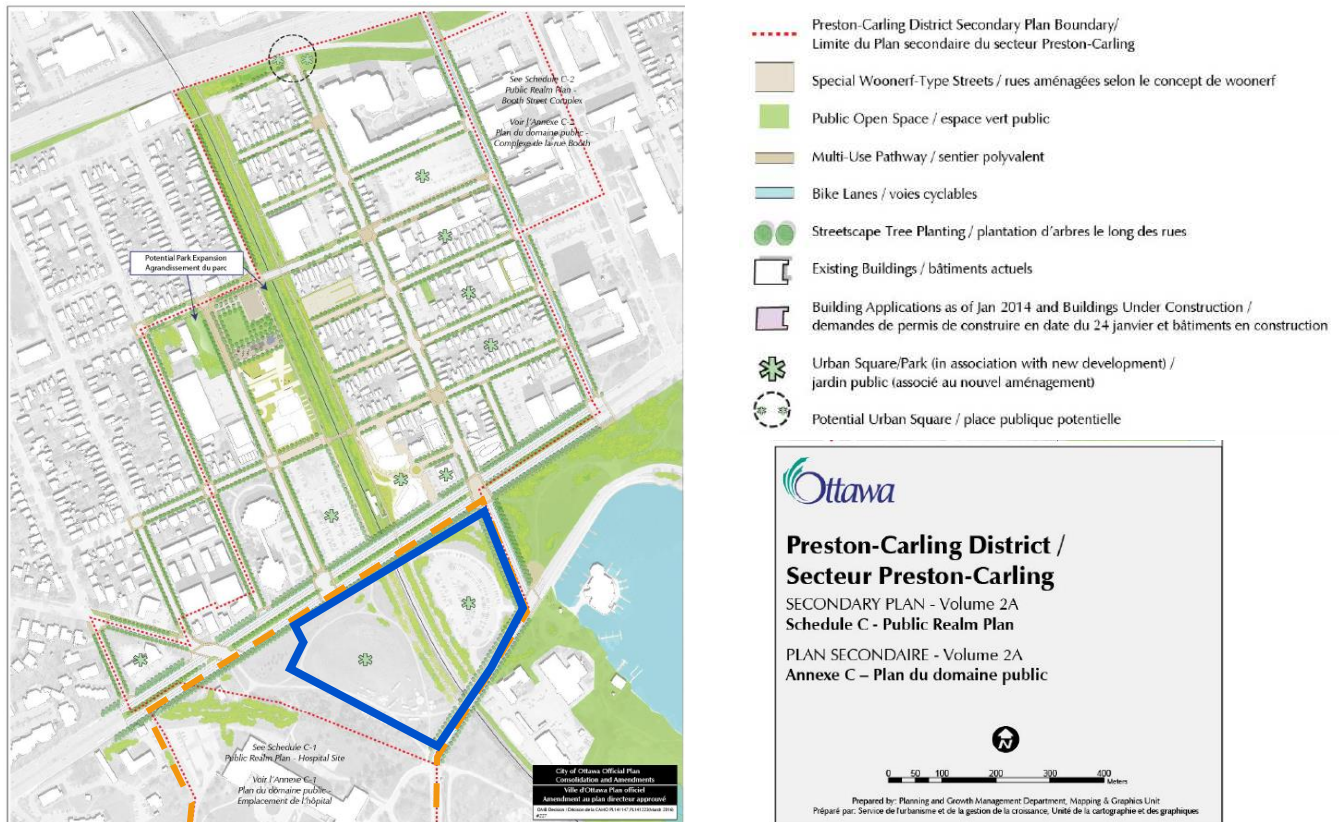 See Schedule C-2
Public Realm Plan -
Booth Street Complex
Voir l'Annexe C-2
Plan du domaine public -
Complexe de la rue Booth
Potential Park Expansion
Agrandissement du parc
See Schedule C-1
Public Realm Plan - Hospital Site
Voir l'Annexe C-1
Plan du domaine public -
Emplacement de l'hôpital
City of Ottawa Official Plan
Consolidation and Amendments
Ville d'Ottawa Plan officiel
Amendment au plan directeur approuvé
Preston-Carling District Secondary Plan Boundary/
Limite du Plan secondaire du secteur Preston-Carling
Special Woonerf-Type Streets / rues aménagées selon le concept de woonerf
Public Open Space / espace vert public
Multi-Use Pathway / sentier polyvalent
Bike Lanes / voies cyclables
Streetscape Tree Planting / plantation d'arbres le long des rues
Existing Buildings / bâtiments actuels
Building Applications as of Jan 2014 and Buildings Under Construction /
demandes de permis de construire en date du 24 janvier et bâtiments en construction
Urban Square/Park (in association with new development) /
jardin public (associé au nouvel aménagement)
Potential Urban Square / place publique potentielle
Ottawa
Preston-Carling District /
Secteur Preston-Carling
SECONDARY PLAN - Volume 2A
Schedule C - Public Realm Plan
PLAN SECONDAIRE - Volume 2A
Annexe C – Plan du domaine public
N
0 50 100 200 300 400
Meters
Prepared by: Planning and Growth Management Department, Mapping & Graphics Unit
Préparé par: Service de l'urbanisme et de la gestion de la croissance, Unité de la cartographie et des graphiques